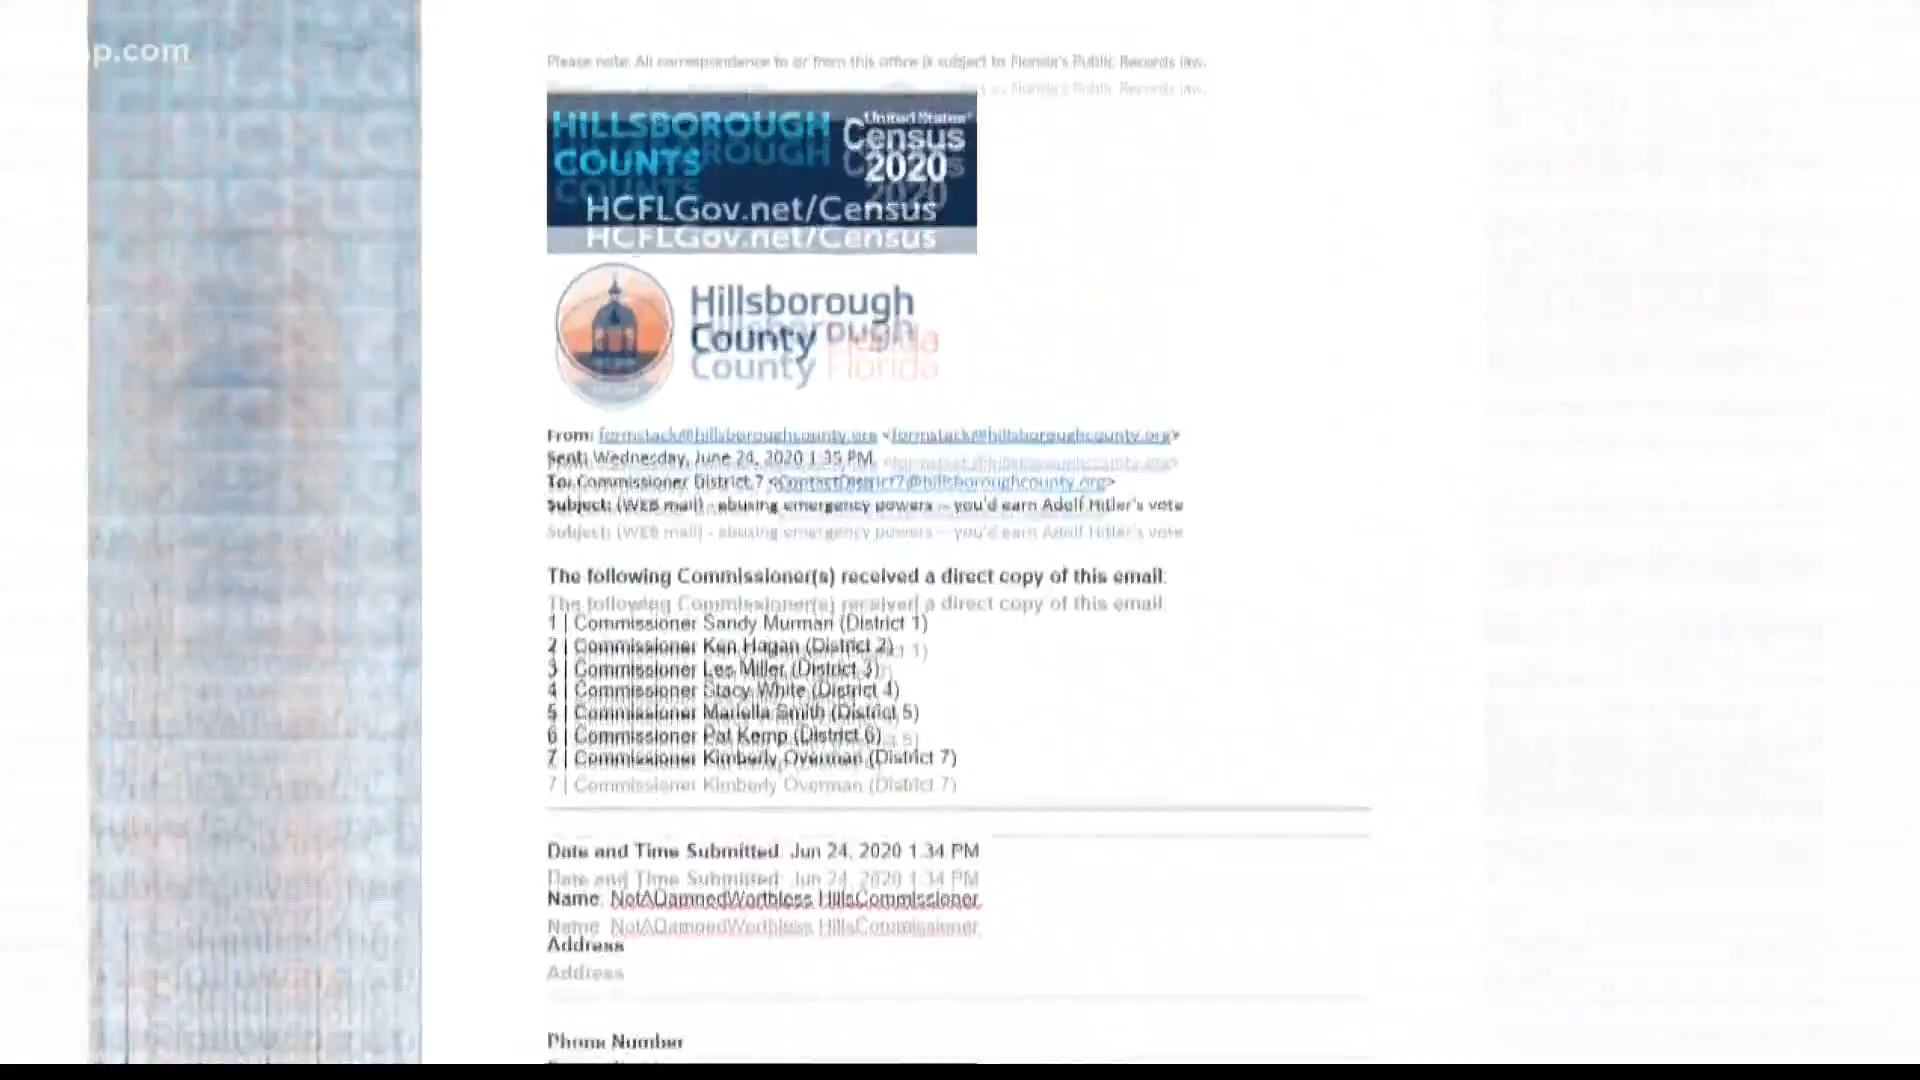 p.com
Please note: All correspondence to or from this office is subject to Florida's Public Records law.
HILLSBOROUGH
COUNTS
United States
Census
2020
HCFLGov.net/Census
Hillsborough
County Florida
From: formstack@hillsboroughcounty.org <formstack@hillsboroughcounty.org>
Sent: Wednesday, June 24, 2020 1:35 PM
To: Commissioner District 7 <ContactDistrict7@hillsboroughcounty.org>
Subject: (WEB mail) - abusing emergency powers -- you'd earn Adolf Hitler's vote
The following Commissioner(s) received a direct copy of this email:
1 | Commissioner Sandy Murman (District 1)
2 | Commissioner Ken Hagan (District 2)
3 | Commissioner Les Miller (District 3)
4 | Commissioner Stacy White (District 4)
5 | Commissioner Mariella Smith (District 5)
6 | Commissioner Pat Kemp (District 6)
7 | Commissioner Kimberly Overman (District 7)
Date and Time Submitted: Jun 24, 2020 1:34 PM
Name: NotADamnedWorthless HillsCommissioner
Address
Phone Number